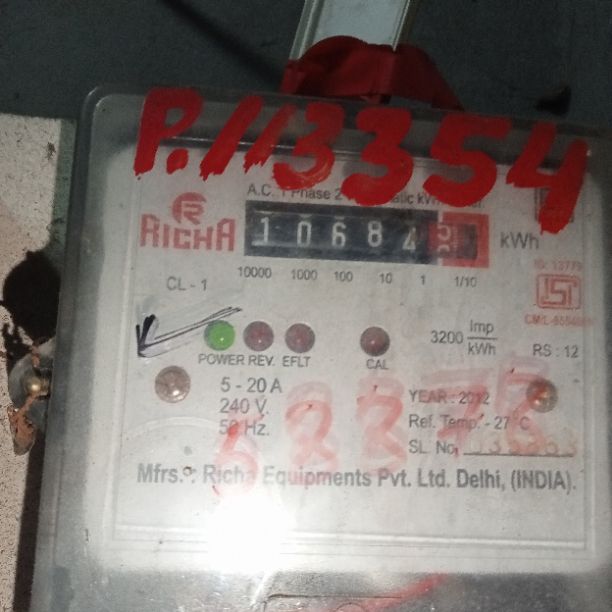 P.113354
A.C. 1 Phase 2
RICHA
1 0 6 8 4
kWh
10000 1000 100 10 1 1/10
CL - 1
POWER REV. EFLT CAL
3200 Imp/kWh
RS : 12
5 - 20 A
240 V.
50 Hz.
YEAR : 2012
Ref. Temp. - 27°C
SL. No.
Mfrs. : Richa Equipments Pvt. Ltd. Delhi, (INDIA).